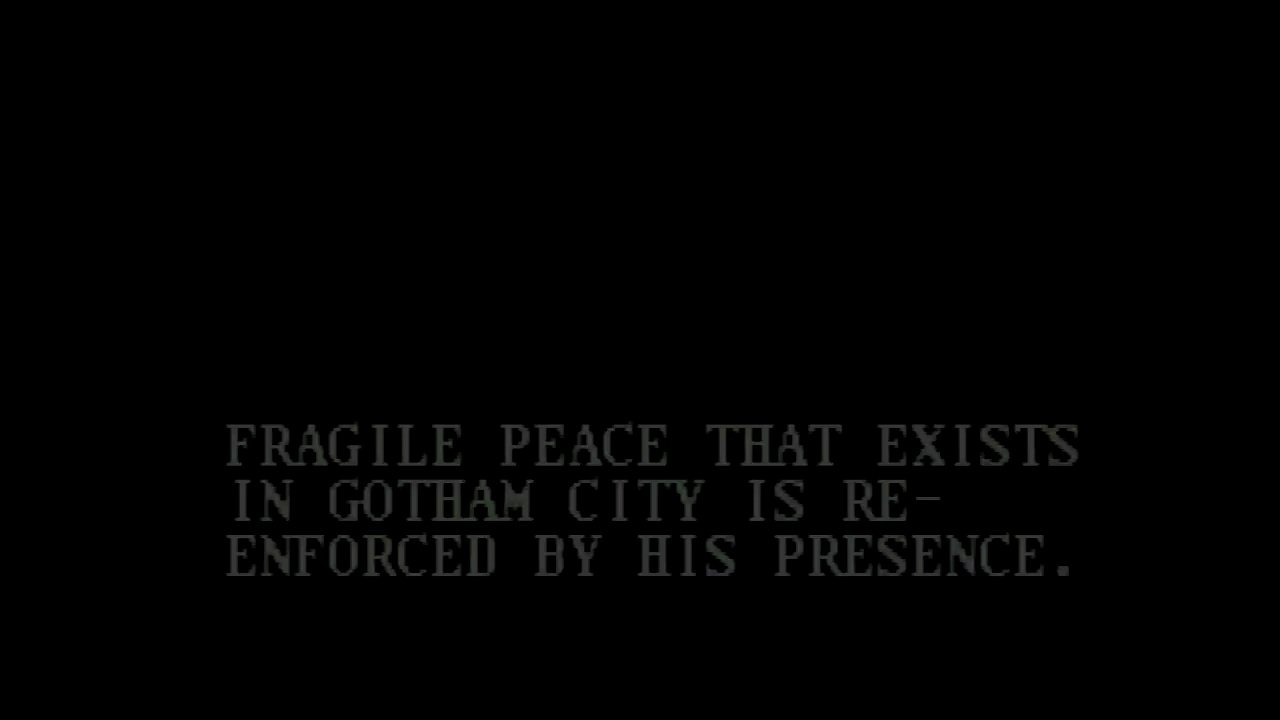 FRAGILE PEACE THAT EXISTS
IN GOTHAM CITY IS RE-
ENFORCED BY HIS PRESENCE.